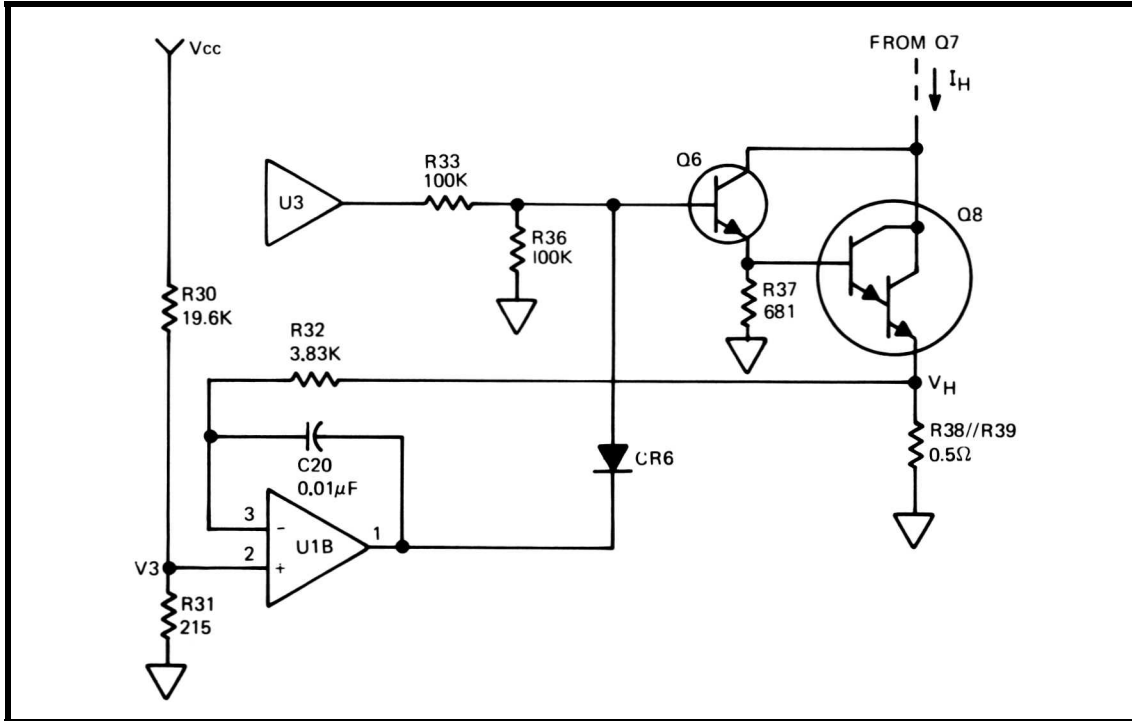 Vcc
FROM Q7
I_H
R33
100K
Q6
U3
Q8
R36
100K
R37
681
R30
19.6K
R32
3.83K
V_H
R38//R39
0.5Ω
CR6
C20
0.01μF
3
-
U1B
1
2
+
V3
R31
215